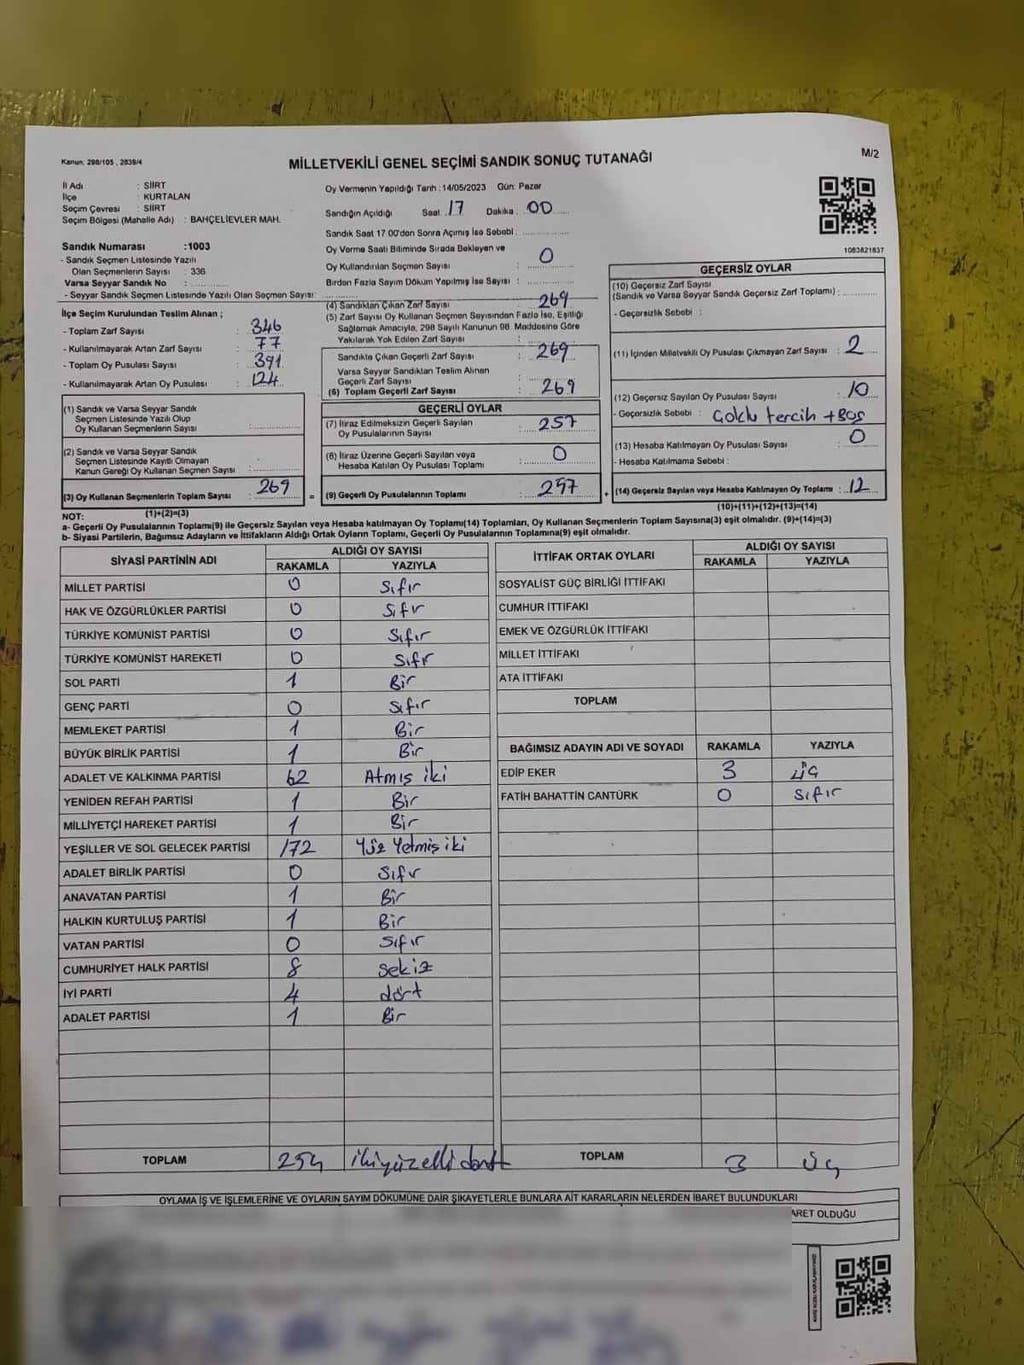 Kanun: 298/105 , 2839/4
MİLLETVEKİLİ GENEL SEÇİMİ SANDIK SONUÇ TUTANAĞI
M/2
İl Adı : SİİRT
İlçe : KURTALAN
Seçim Çevresi : SİİRT
Seçim Bölgesi (Mahalle Adı) : BAHÇELİEVLER MAH.
Sandık Numarası :1003
- Sandık Seçmen Listesinde Yazılı
Olan Seçmenlerin Sayısı : 336
Varsa Seyyar Sandık No :
- Seyyar Sandık Seçmen Listesinde Yazılı Olan Seçmen Sayısı:
İlçe Seçim Kurulundan Teslim Alınan ;
- Toplam Zarf Sayısı : 346
- Kullanılmayarak Artan Zarf Sayısı : 77
- Toplam Oy Pusulası Sayısı : 391
- Kullanılmayarak Artan Oy Pusulası : 124
(1) Sandık ve Varsa Seyyar Sandık
Seçmen Listesinde Yazılı Olup
Oy Kullanan Seçmenlerin Sayısı :
(2) Sandık ve Varsa Seyyar Sandık
Seçmen Listesinde Kayıtlı Olmayan
Kanun Gereği Oy Kullanan Seçmen Sayısı :
(3) Oy Kullanan Seçmenlerin Toplam Sayısı : 269
(1)+(2)=(3)
Oy Vermenin Yapıldığı Tarih :14/05/2023 Gün: Pazar
Sandığın Açıldığı Saat 17 Dakika : 00
Sandık Saat 17.00'den Sonra Açımış İse Sebebi :
Oy Verme Saati Bitiminde Sırada Bekleyen ve
Oy Kullandırılan Seçmen Sayısı : 0
Birden Fazla Sayım Döküm Yapılmış İse Sayısı :
(4) Sandıktan Çıkan Zarf Sayısı : 269
(5) Zarf Sayısı Oy Kullanan Seçmen Sayısından Fazla İse, Eşitliği
Sağlamak Amacıyla, 298 Sayılı Kanunun 98. Maddesine Göre
Yakılarak Yok Edilen Zarf Sayısı :
Sandıkta Çıkan Geçerli Zarf Sayısı : 269
Varsa Seyyar Sandıktan Teslim Alınan
Geçerli Zarf Sayısı :
(6) Toplam Geçerli Zarf Sayısı : 269
GEÇERLİ OYLAR
(7) İtiraz Edilmeksizin Geçerli Sayılan
Oy Pusulalarının Sayısı : 257
(8) İtiraz Üzerine Geçerli Sayılan veya
Hesaba Katılan Oy Pusulası Toplamı : 0
= (9) Geçerli Oy Pusulalarının Toplamı : 257 +
1083821837
GEÇERSİZ OYLAR
(10) Geçersiz Zarf Sayısı
(Sandık ve Varsa Seyyar Sandık Geçersiz Zarf Toplamı) :
- Geçersizlik Sebebi :
(11) İçinden Milletvekili Oy Pusulası Çıkmayan Zarf Sayısı : 2
(12) Geçersiz Sayılan Oy Pusulası Sayısı : 10
- Geçersizlik Sebebi : Çoklu tercih + Boş
(13) Hesaba Katılmayan Oy Pusulası Sayısı : 0
- Hesaba Katılmama Sebebi :
(14) Geçersiz Sayılan veya Hesaba Katılmayan Oy Toplamı : 12
(10)+(11)+(12)+(13)=(14)
NOT:
a- Geçerli Oy Pusulalarının Toplamı(9) ile Geçersiz Sayılan veya Hesaba katılmayan Oy Toplamı(14) Toplamları, Oy Kullanan Seçmenlerin Toplam Sayısına(3) eşit olmalıdır. (9)+(14)=(3)
b- Siyasi Partilerin, Bağımsız Adayların ve İttifakların Aldığı Ortak Oyların Toplamı, Geçerli Oy Pusulalarının Toplamına(9) eşit olmalıdır.
SİYASİ PARTİNİN ADI ALDIĞI OY SAYISI
RAKAMLA YAZIYLA
MİLLET PARTİSİ 0 Sıfır
HAK VE ÖZGÜRLÜKLER PARTİSİ 0 Sıfır
TÜRKİYE KOMÜNİST PARTİSİ 0 Sıfır
TÜRKİYE KOMÜNİST HAREKETİ 0 Sıfır
SOL PARTİ 1 Bir
GENÇ PARTİ 0 Sıfır
MEMLEKET PARTİSİ 1 Bir
BÜYÜK BİRLİK PARTİSİ 1 Bir
ADALET VE KALKINMA PARTİSİ 62 Atmış iki
YENİDEN REFAH PARTİSİ 1 Bir
MİLLİYETÇİ HAREKET PARTİSİ 1 Bir
YEŞİLLER VE SOL GELECEK PARTİSİ 172 Yüz Yetmiş iki
ADALET BİRLİK PARTİSİ 0 Sıfır
ANAVATAN PARTİSİ 1 Bir
HALKIN KURTULUŞ PARTİSİ 1 Bir
VATAN PARTİSİ 0 Sıfır
CUMHURİYET HALK PARTİSİ 8 sekiz
İYİ PARTİ 4 dört
ADALET PARTİSİ 1 Bir
TOPLAM 254 ikiyüzelli dört
İTTİFAK ORTAK OYLARI ALDIĞI OY SAYISI
RAKAMLA YAZIYLA
SOSYALİST GÜÇ BİRLİĞİ İTTİFAKI
CUMHUR İTTİFAKI
EMEK VE ÖZGÜRLÜK İTTİFAKI
MİLLET İTTİFAKI
ATA İTTİFAKI
TOPLAM
BAĞIMSIZ ADAYIN ADI VE SOYADI RAKAMLA YAZIYLA
EDİP EKER 3 üç
FATİH BAHATTİN CANTÜRK 0 sıfır
TOPLAM 3 üç
OYLAMA İŞ VE İŞLEMLERİNE VE OYLARIN SAYIM DÖKÜMÜNE DAİR ŞİKAYETLERLE BUNLARA AİT KARARLARIN NELERDEN İBARET BULUNDUKLARI
ARET OLDUĞU